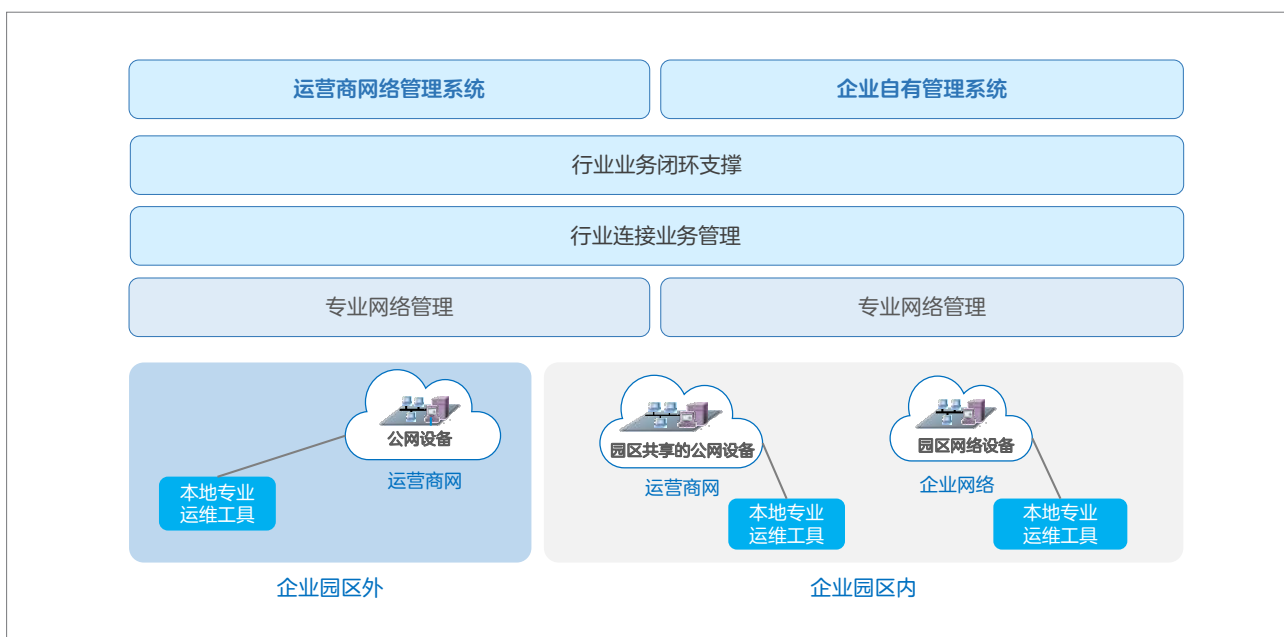 运营商网络管理系统
企业自有管理系统
行业业务闭环支撑
行业连接业务管理
专业网络管理
专业网络管理
公网设备
运营商网
本地专业
运维工具
园区共享的公网设备
运营商网
本地专业
运维工具
园区网络设备
企业网络
本地专业
运维工具
企业园区外
企业园区内